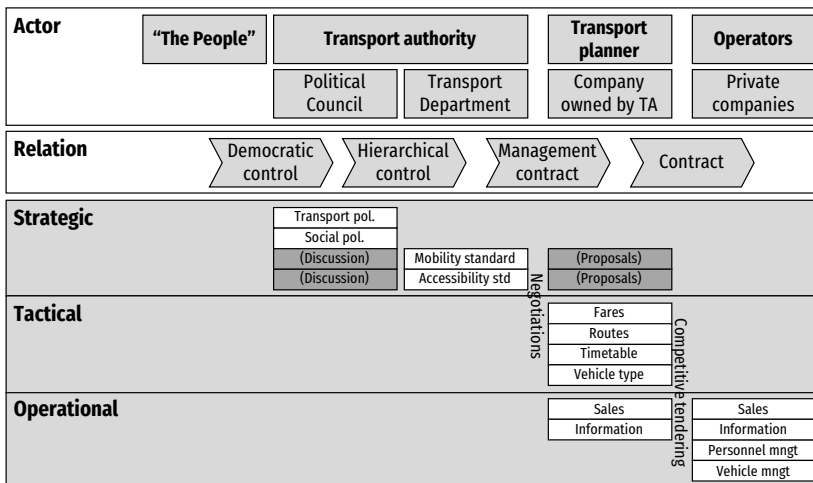 Actor
“The People”
Transport authority
Transport
planner
Operators
Political
Council
Transport
Department
Company
owned by TA
Private
companies
Relation
Democratic
control
Hierarchical
control
Management
contract
Contract
Strategic
Transport pol.
Social pol.
(Discussion)
Mobility standard
(Proposals)
(Discussion)
Accessibility std
(Proposals)
Negotiations
Tactical
Fares
Routes
Timetable
Vehicle type
Competitive tendering
Operational
Sales
Information
Sales
Information
Personnel mngt
Vehicle mngt